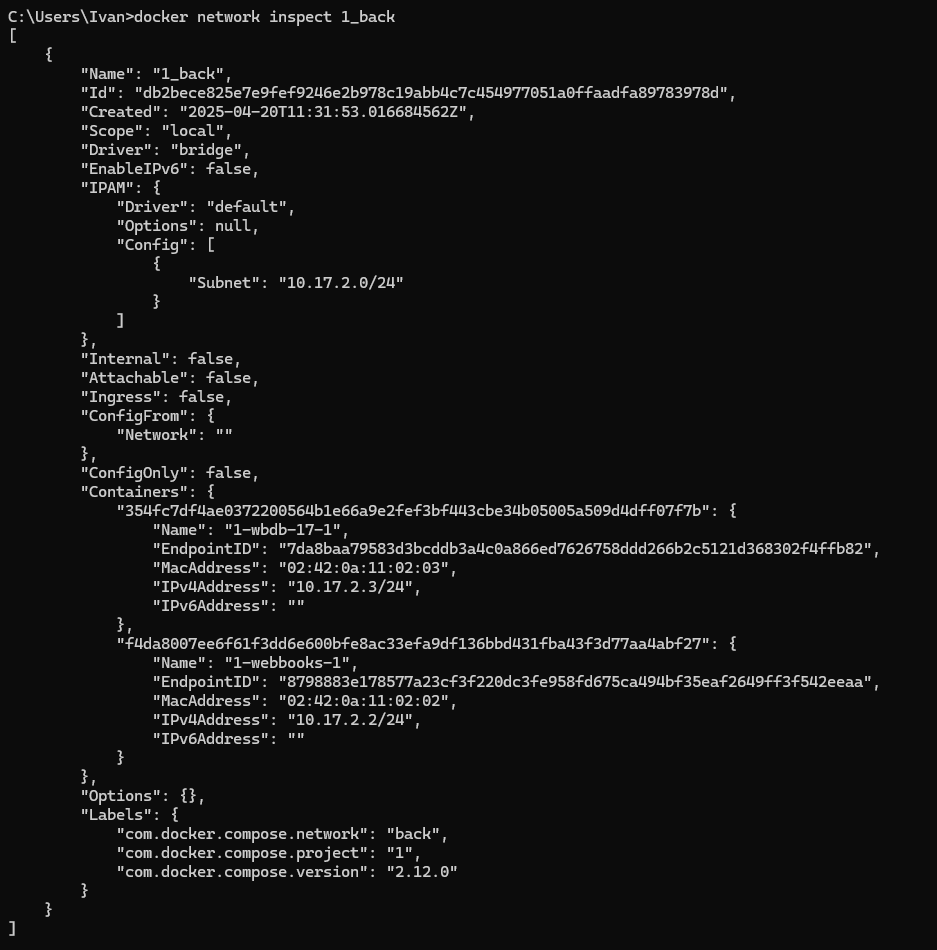 C:\Users\Ivan>docker network inspect 1_back
[
    {
        "Name": "1_back",
        "Id": "db2bece825e7e9fef9246e2b978c19abb4c7c454977051a0ffaadfa89783978d",
        "Created": "2025-04-20T11:31:53.016684562Z",
        "Scope": "local",
        "Driver": "bridge",
        "EnableIPv6": false,
        "IPAM": {
            "Driver": "default",
            "Options": null,
            "Config": [
                {
                    "Subnet": "10.17.2.0/24"
                }
            ]
        },
        "Internal": false,
        "Attachable": false,
        "Ingress": false,
        "ConfigFrom": {
            "Network": ""
        },
        "ConfigOnly": false,
        "Containers": {
            "354fc7df4ae0372200564b1e66a9e2fef3bf443cbe34b05005a509d4dff07f7b": {
                "Name": "1-wbdb-17-1",
                "EndpointID": "7da8baa79583d3bcddb3a4c0a866ed7626758ddd266b2c5121d368302f4ffb82",
                "MacAddress": "02:42:0a:11:02:03",
                "IPv4Address": "10.17.2.3/24",
                "IPv6Address": ""
            },
            "f4da8007ee6f61f3dd6e600bfe8ac33efa9df136bbd431fba43f3d77aa4abf27": {
                "Name": "1-webbooks-1",
                "EndpointID": "8798883e178577a23cf3f220dc3fe958fd675ca494bf35eaf2649ff3f542eeaa",
                "MacAddress": "02:42:0a:11:02:02",
                "IPv4Address": "10.17.2.2/24",
                "IPv6Address": ""
            }
        },
        "Options": {},
        "Labels": {
            "com.docker.compose.network": "back",
            "com.docker.compose.project": "1",
            "com.docker.compose.version": "2.12.0"
        }
    }
]